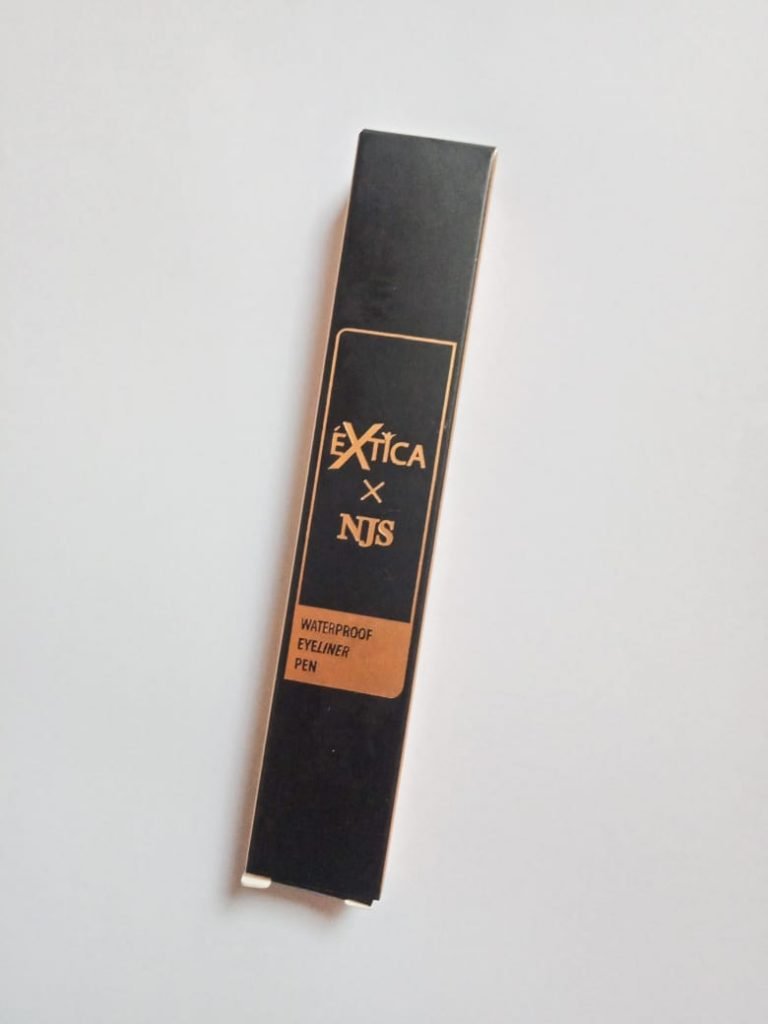 éXTICA
×
NJS
WATERPROOF
EYELINER
PEN